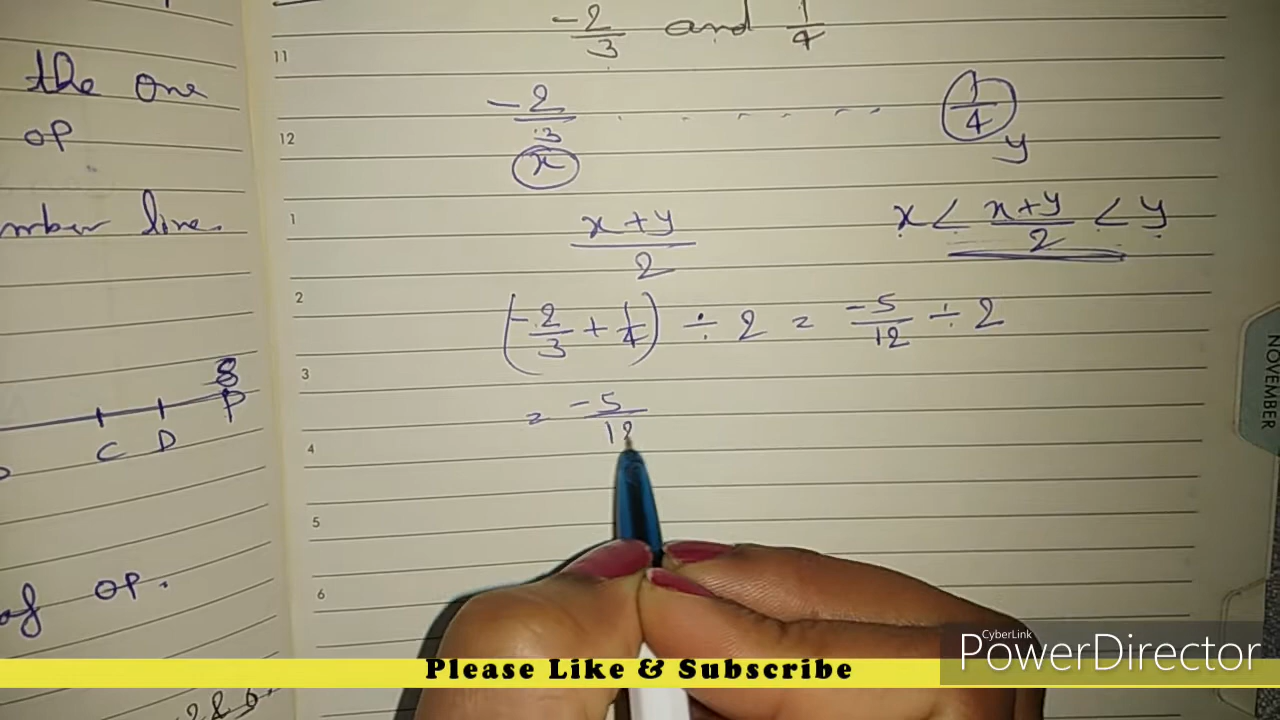 -2/3 and 1/4
11
the one
-2/3 . . . . - - 1/4
12
op
x y
mber line.
1
x+y/2 x < x+y/2 < y
2
(-2/3 + 1/4) ÷ 2 = -5/12 ÷ 2
3
8
P
= -5/12
C D
4
5
of op.
6
NOVEMBER
CyberLink
PowerDirector
Please Like & Subscribe